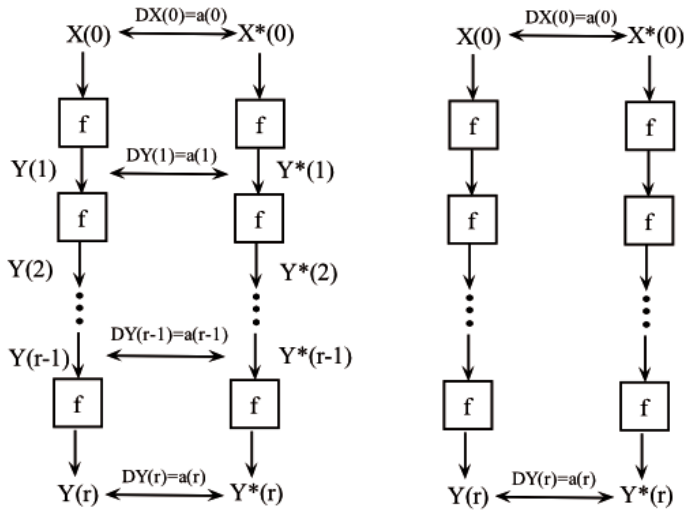 DX(0)=a(0)
X(0) X*(0)
f f
Y(1) DY(1)=a(1) Y*(1)
f f
Y(2) Y*(2)
DY(r-1)=a(r-1)
Y(r-1) Y*(r-1)
f f
DY(r)=a(r)
Y(r) Y*(r)
DX(0)=a(0)
X(0) X*(0)
f f
f f
f f
DY(r)=a(r)
Y(r) Y*(r)